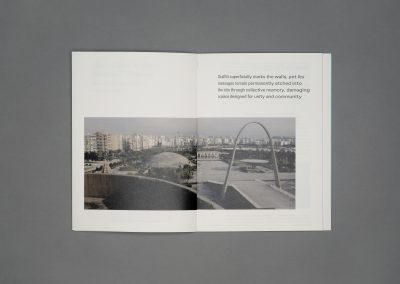 Graffiti superficially marks the walls, yet its
messages remain permanently etched into
the site through collective memory, damaging
a place designed for unity and community